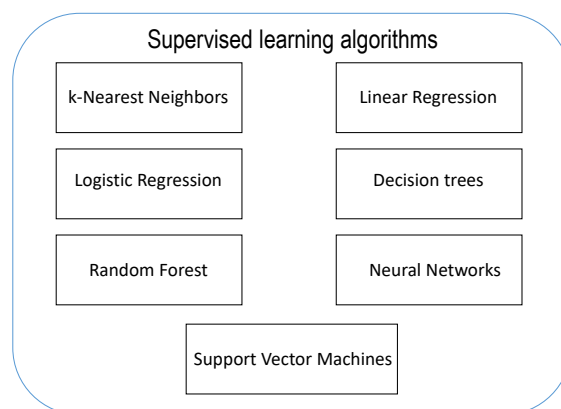 Supervised learning algorithms
k-Nearest Neighbors
Linear Regression
Logistic Regression
Decision trees
Random Forest
Neural Networks
Support Vector Machines